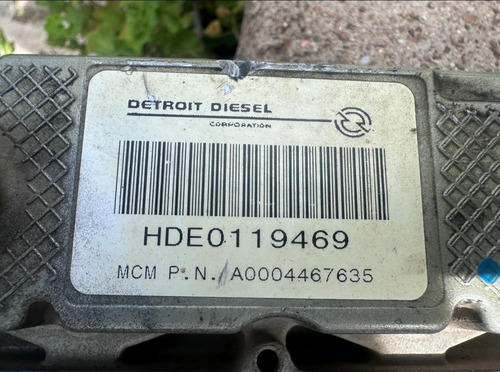 DETROIT DIESEL
CORPORATION
HDE0119469
MCM P.N. A0004467635